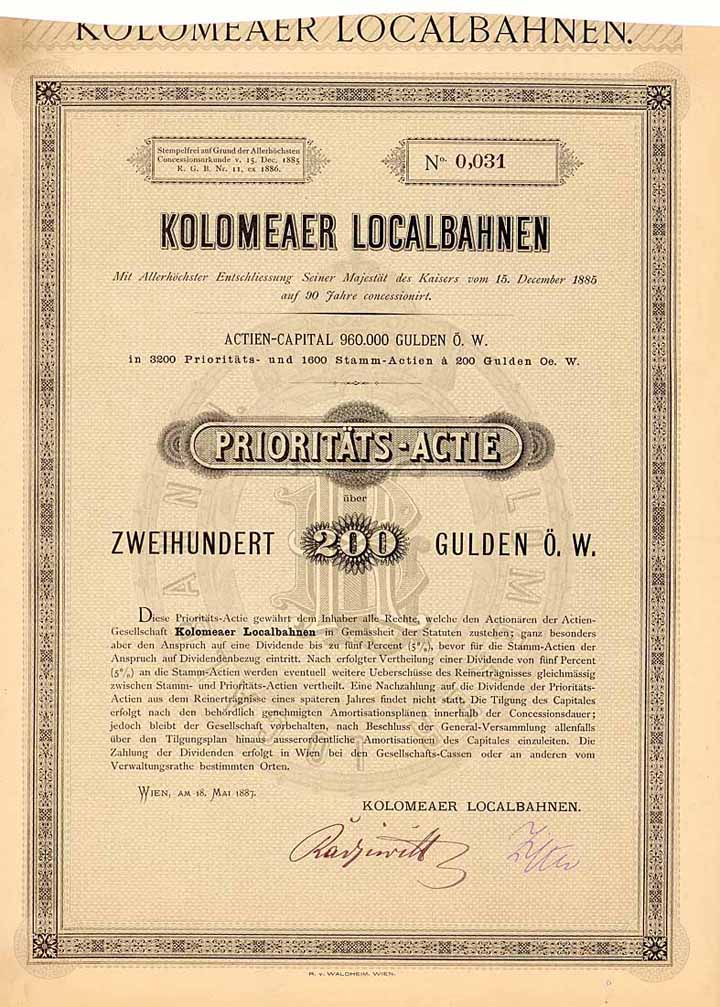 KOLOMEAER LOCALBAHNEN.
Stempelfrei auf Grund der Allerhöchsten
Concessionsurkunde v. 15. Dec. 1885
R. G. B. Nr. 11, ex 1886.
No. 0,031
KOLOMEAER LOCALBAHNEN
Mit Allerhöchster Entschliessung Seiner Majestät des Kaisers vom 15. December 1885
auf 90 Jahre concessionirt.
ACTIEN-CAPITAL 960.000 GULDEN Ö. W.
in 3200 Prioritäts- und 1600 Stamm-Actien à 200 Gulden Oe. W.
PRIORITÄTS-ACTIE
über
ZWEIHUNDERT 200 GULDEN Ö. W.
Diese Prioritäts-Actie gewährt dem Inhaber alle Rechte, welche den Actionären der Actien-
Gesellschaft Kolomeaer Localbahnen in Gemässheit der Statuten zustehen; ganz besonders
aber den Anspruch auf eine Dividende bis zu fünf Percent (5%), bevor für die Stamm-Actien der
Anspruch auf Dividendenbezug eintritt. Nach erfolgter Vertheilung einer Dividende von fünf Percent
(5%) an die Stamm-Actien werden eventuell weitere Ueberschüsse des Reinerträgnisses gleichmässig
zwischen Stamm- und Prioritäts-Actien vertheilt. Eine Nachzahlung auf die Dividende der Prioritäts-
Actien aus dem Reinerträgnisse eines späteren Jahres findet nicht statt. Die Tilgung des Capitales
erfolgt nach den behördlich genehmigten Amortisationsplänen innerhalb der Concessionsdauer;
jedoch bleibt der Gesellschaft vorbehalten, nach Beschluss der General-Versammlung allenfalls
über den Tilgungsplan hinaus ausserordentliche Amortisationen des Capitales einzuleiten. Die
Zahlung der Dividenden erfolgt in Wien bei den Gesellschafts-Cassen oder an anderen vom
Verwaltungsrathe bestimmten Orten.
WIEN, AM 18. MAI 1887.
KOLOMEAER LOCALBAHNEN.
R. v. WALDHEIM, WIEN.